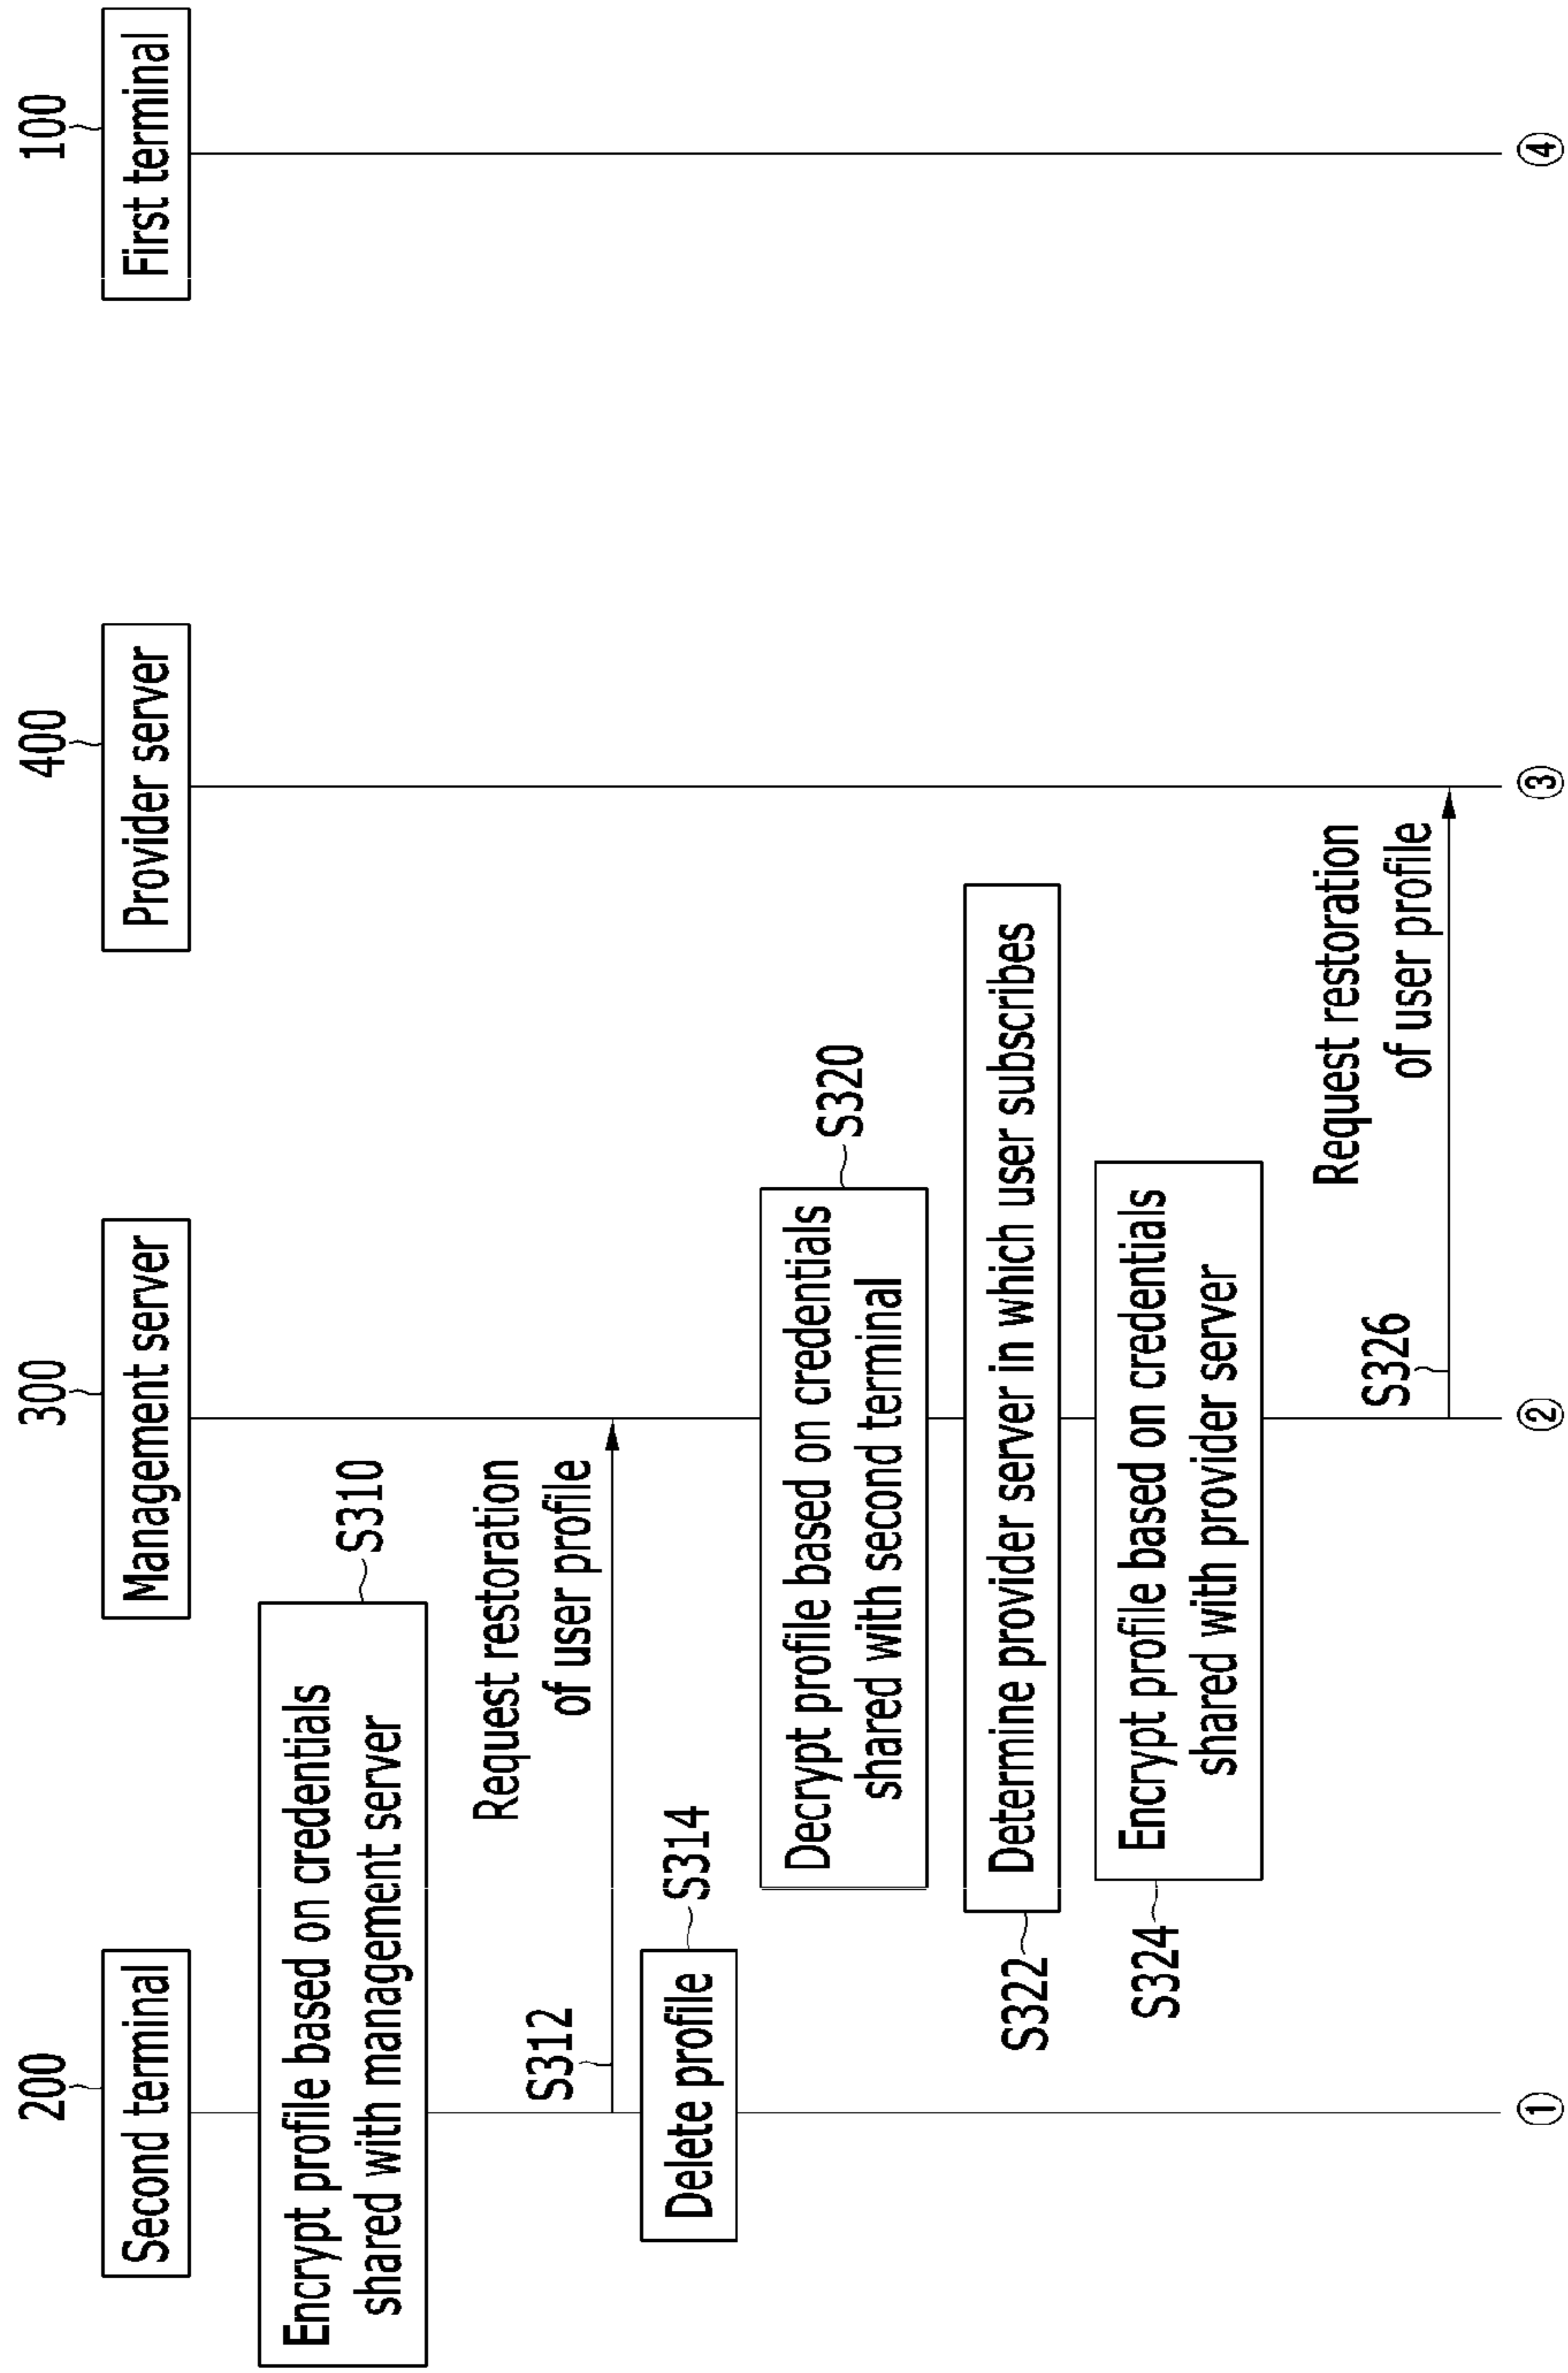 200
300
400
100
Second terminal
Management server
Provider server
First terminal
Encrypt profile based on credentials
shared with management server
S310
Request restoration
of user profile
S312
Delete profile
S314
Decrypt profile based on credentials
shared with second terminal
S320
Determine provider server in which user subscribes
S322
Encrypt profile based on credentials
shared with provider server
S324
Request restoration
of user profile
S326
①
②
③
④